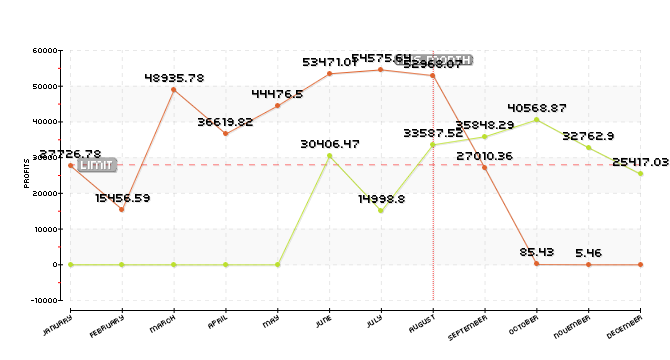 60000
50000
40000
30000
20000
10000
0
-10000
PROFITS
27726.78
15456.59
48935.78
36619.82
44476.5
53471.01
54575.64
52968.07
27010.36
85.43
5.46
30406.47
14998.8
33587.52
35848.29
40568.87
32762.9
25417.03
LIMIT
JANUARY
FEBRUARY
MARCH
APRIL
MAY
JUNE
JULY
AUGUST
SEPTEMBER
OCTOBER
NOVEMBER
DECEMBER